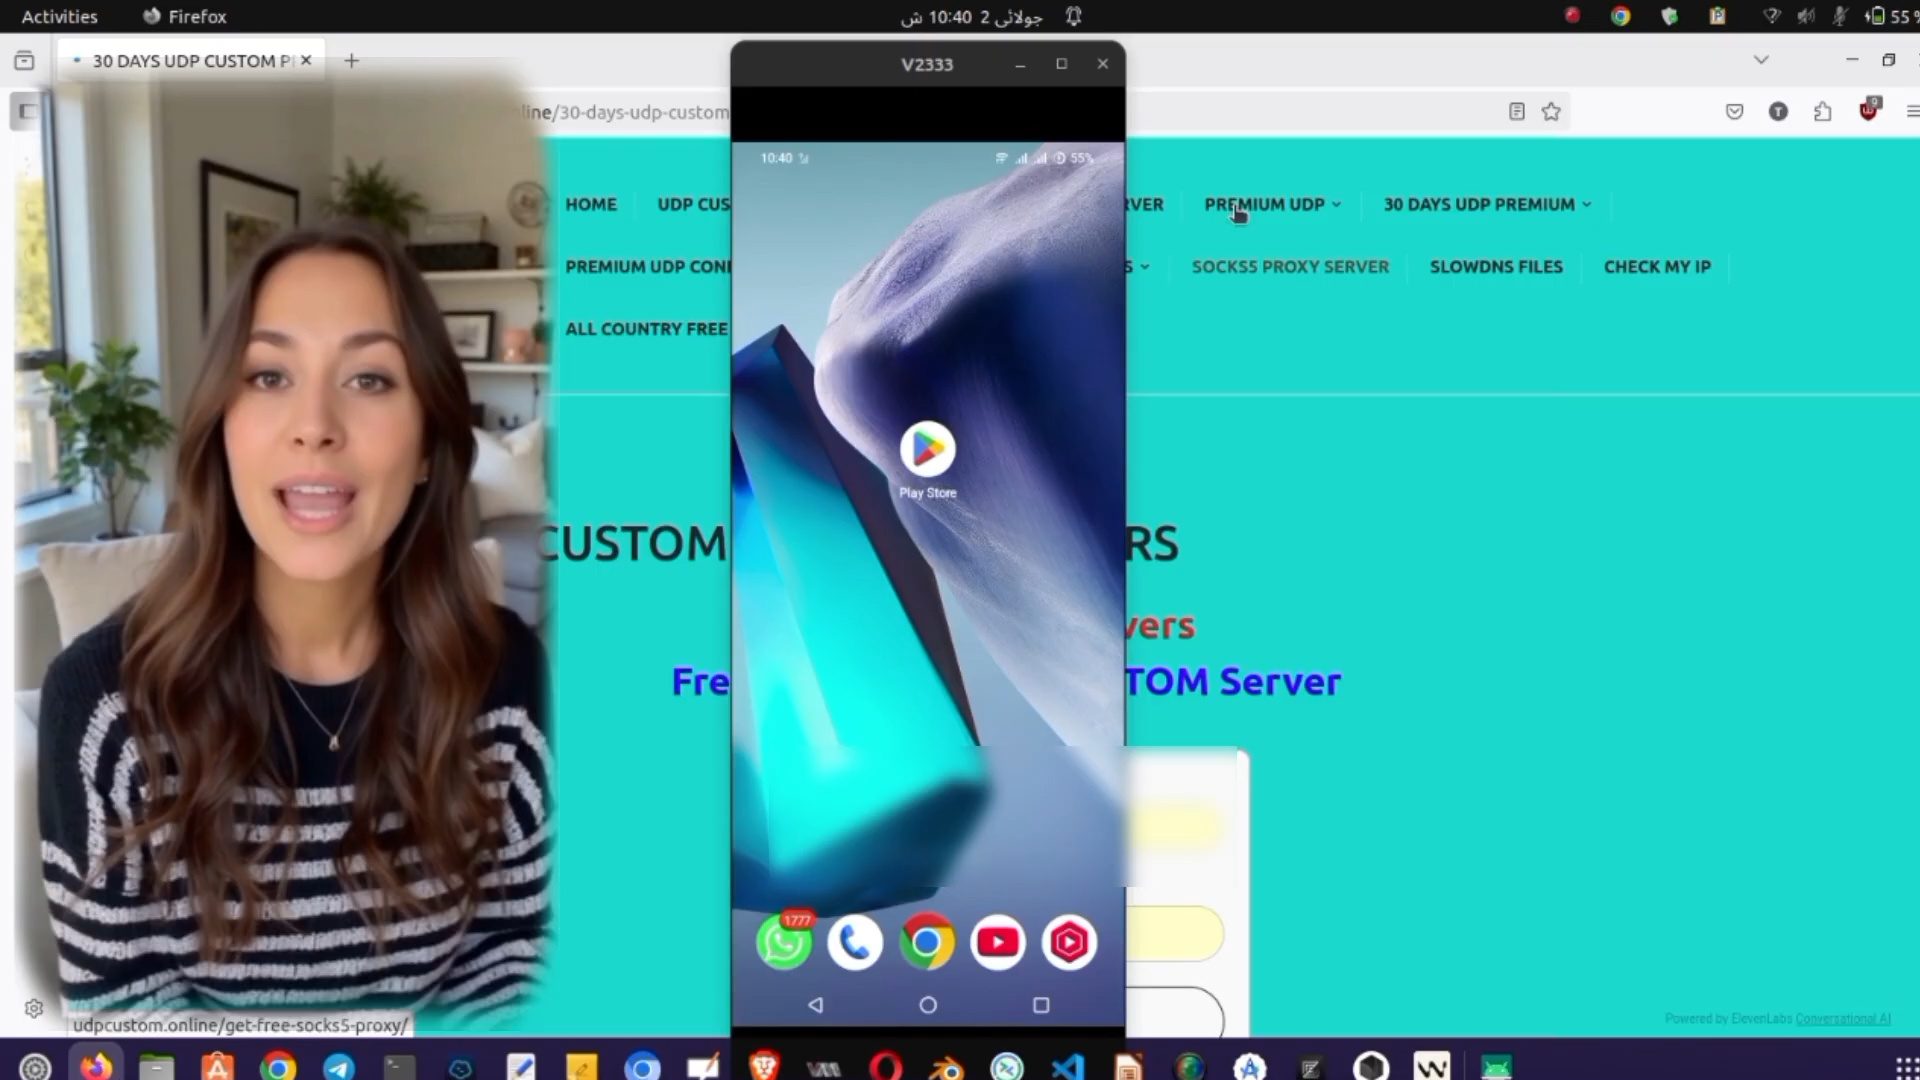 Activities Firefox جولائی 2 10:40 ش 55 %
30 DAYS UDP CUSTOM P
V2333
line/30-days-udp-custom
10:40 55%
HOME UDP CUS RVER PREMIUM UDP 30 DAYS UDP PREMIUM
PREMIUM UDP CON S SOCKS5 PROXY SERVER SLOWDNS FILES CHECK MY IP
ALL COUNTRY FREE
Play Store
CUSTOM RS
vers
Fre TOM Server
1777
Powered by ElevenLabs Conversational AI
udpcustom.online/get-free-socks5-proxy/